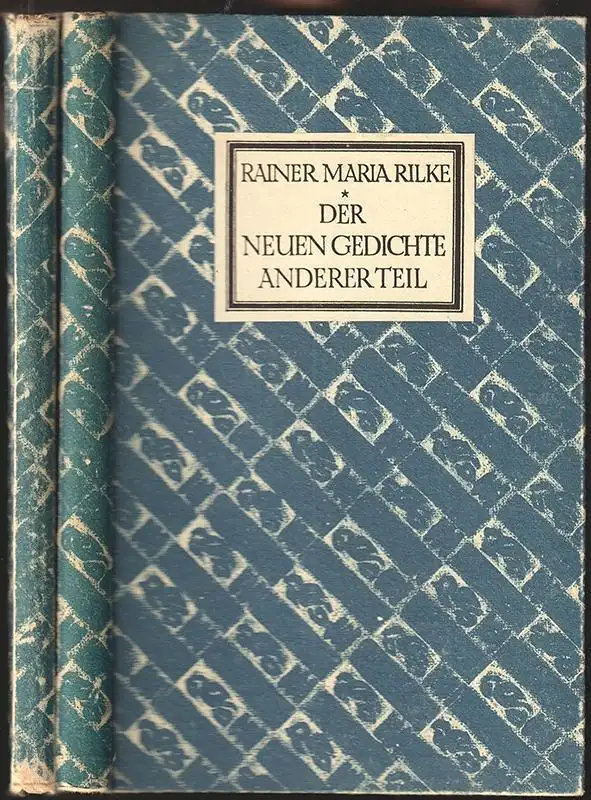 RAINER MARIA RILKE
*
DER
NEUEN GEDICHTE
ANDERER TEIL